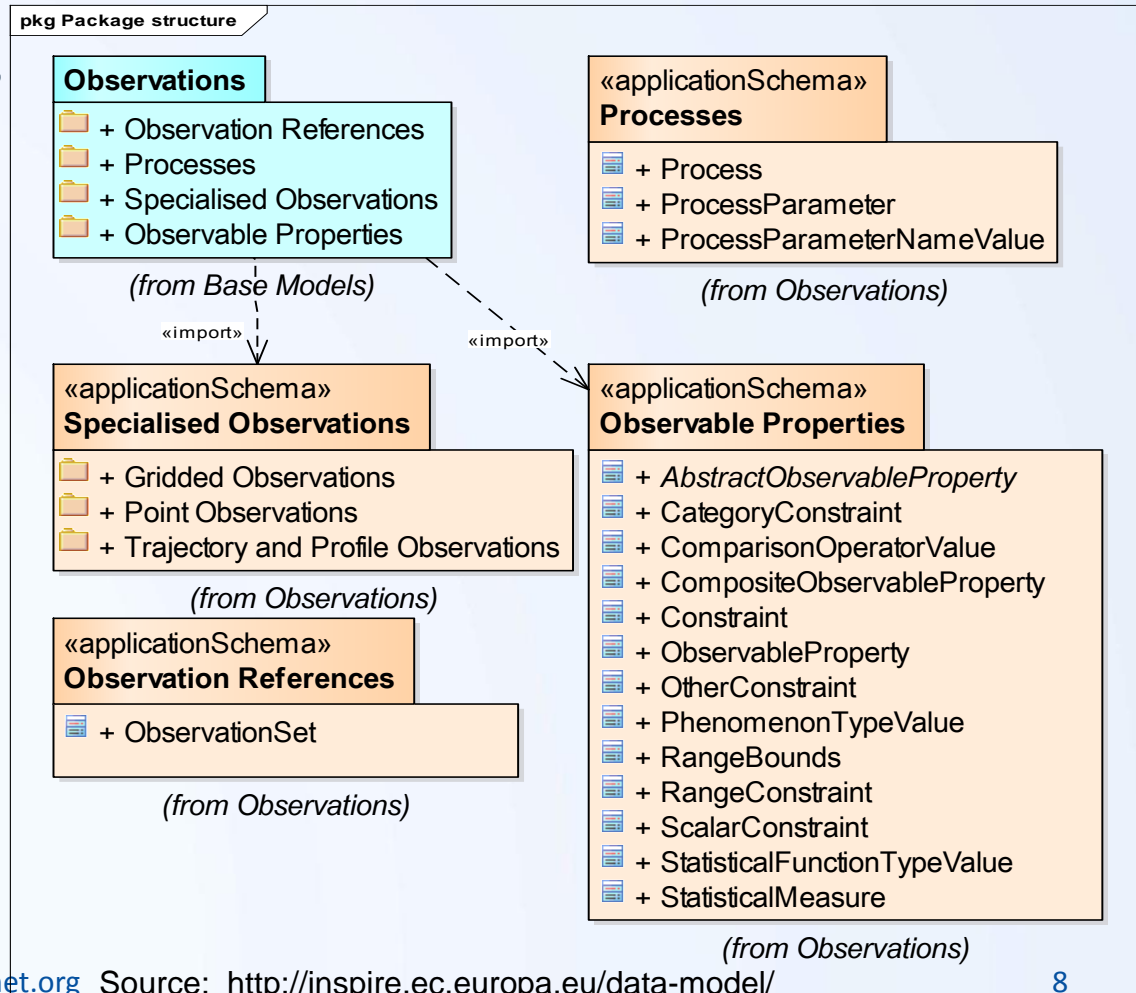 pkg Package structure
Observations
+ Observation References
+ Processes
+ Specialised Observations
+ Observable Properties
(from Base Models)
«applicationSchema»
Processes
+ Process
+ ProcessParameter
+ ProcessParameterNameValue
(from Observations)
«import»
«import»
«applicationSchema»
Specialised Observations
+ Gridded Observations
+ Point Observations
+ Trajectory and Profile Observations
(from Observations)
«applicationSchema»
Observation References
+ ObservationSet
(from Observations)
«applicationSchema»
Observable Properties
+ AbstractObservableProperty
+ CategoryConstraint
+ ComparisonOperatorValue
+ CompositeObservableProperty
+ Constraint
+ ObservableProperty
+ OtherConstraint
+ PhenomenonTypeValue
+ RangeBounds
+ RangeConstraint
+ ScalarConstraint
+ StatisticalFunctionTypeValue
+ StatisticalMeasure
(from Observations)
et.org Source: http://inspire.ec.europa.eu/data-model/ 8